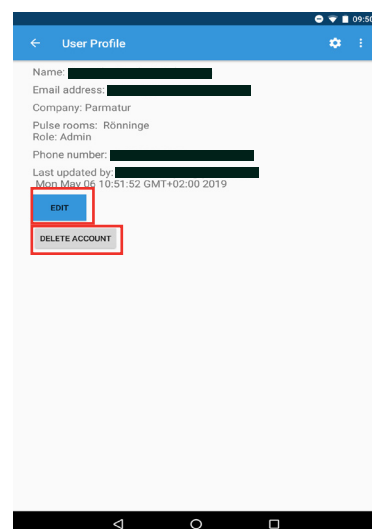 09:50
User Profile
Name:
Email address:
Company: Parmatur
Pulse rooms: Rönninge
Role: Admin
Phone number:
Last updated by:
Mon May 06 10:51:52 GMT+02:00 2019
EDIT
DELETE ACCOUNT